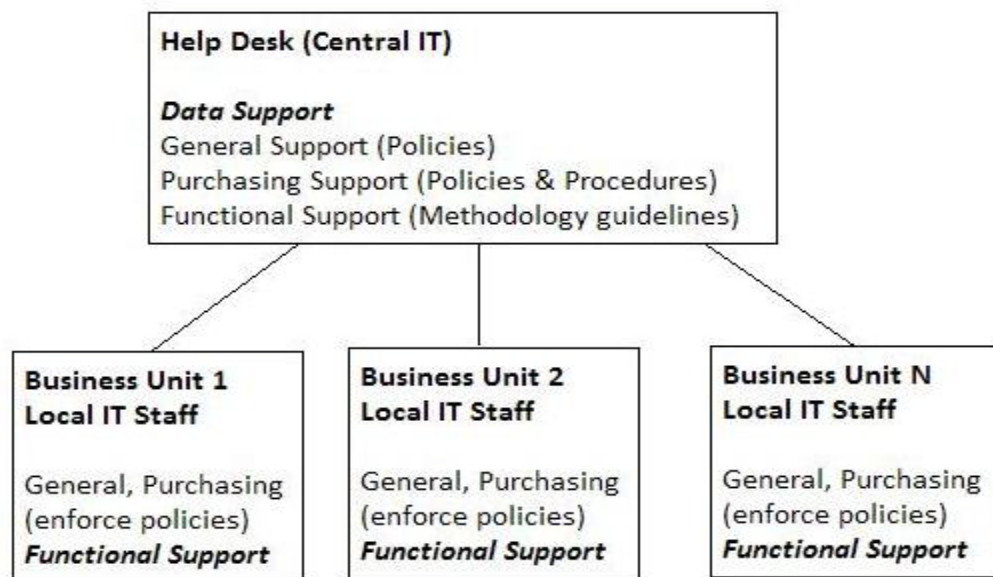 Help Desk (Central IT)
Data Support
General Support (Policies)
Purchasing Support (Policies & Procedures)
Functional Support (Methodology guidelines)
Business Unit 1
Local IT Staff
General, Purchasing
(enforce policies)
Functional Support
Business Unit 2
Local IT Staff
General, Purchasing
(enforce policies)
Functional Support
Business Unit N
Local IT Staff
General, Purchasing
(enforce policies)
Functional Support